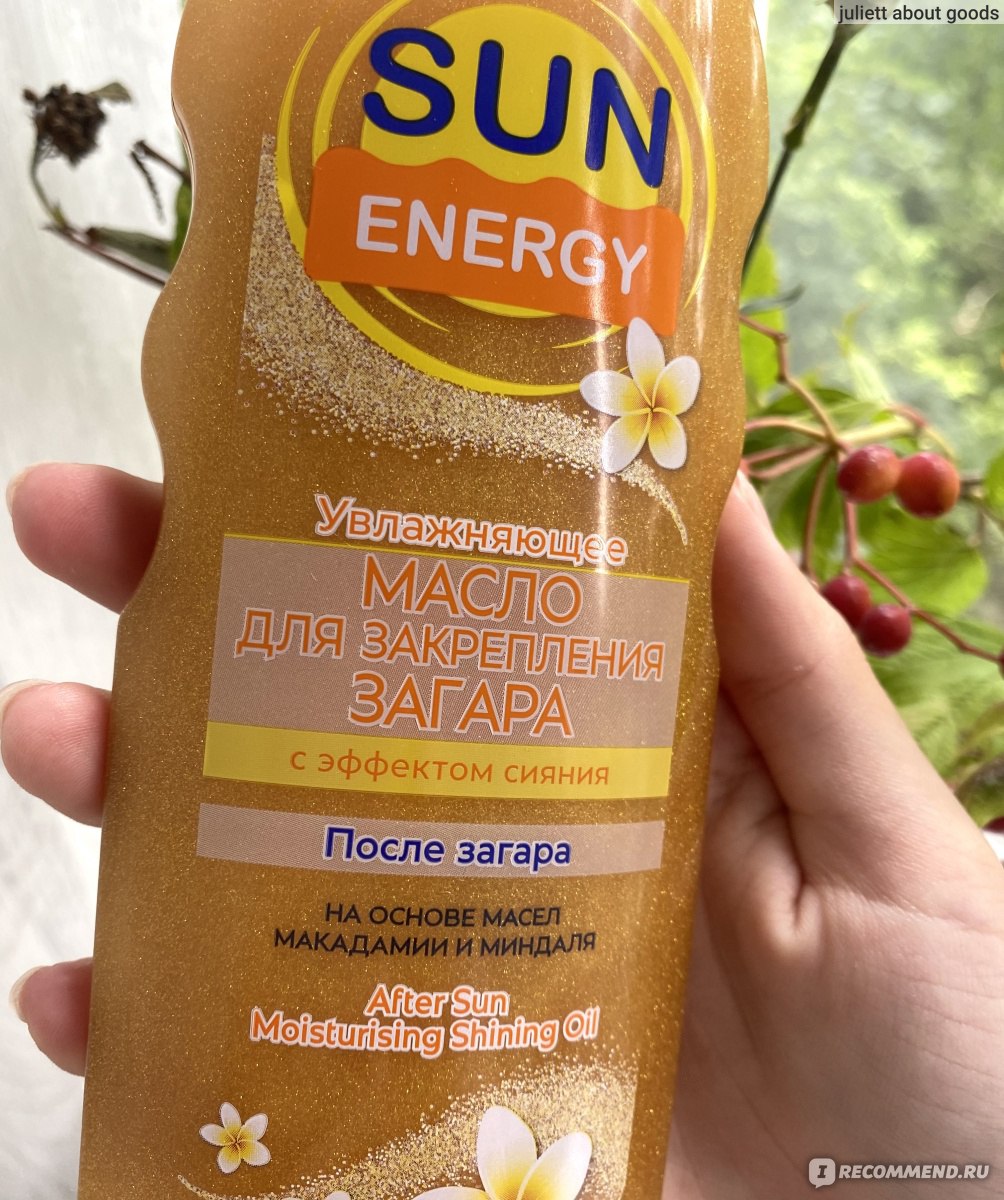 juliett about goods
SUN
ENERGY
Увлажняющее
МАСЛО
ДЛЯ ЗАКРЕПЛЕНИЯ
ЗАГАРА
С ЭФФЕКТОМ СИЯНИЯ
После загара
НА ОСНОВЕ МАСЕЛ
МАКАДАМИИ И МИНДАЛЯ
After Sun
Moisturising Shining Oil
I RECOMMEND.RU